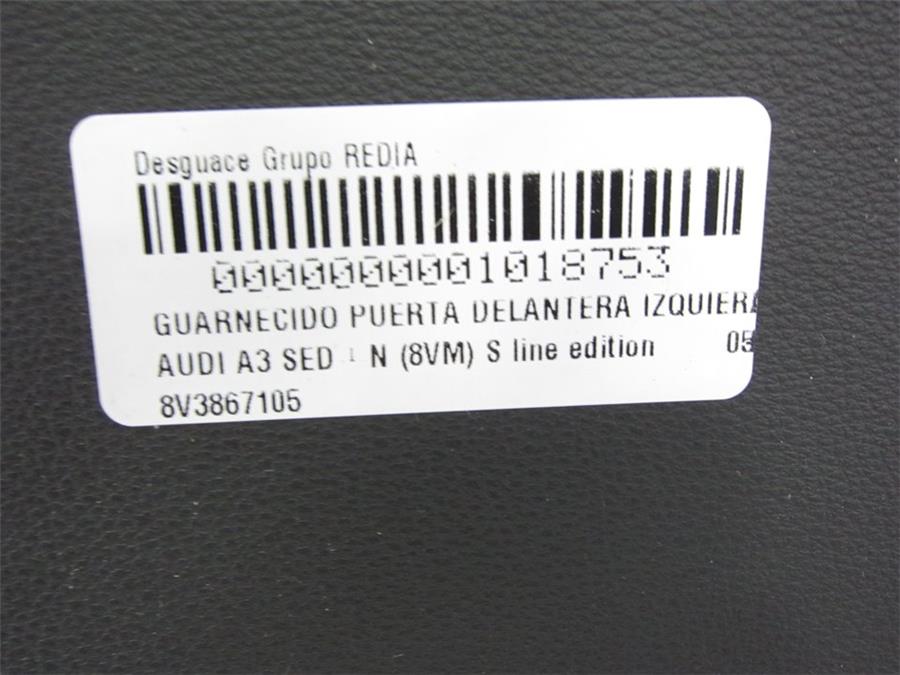 Desguace Grupo REDIA
0000000001018753
GUARNECIDO PUERTA DELANTERA IZQUIERA
AUDI A3 SED N (8VM) S line edition 05
8V3867105